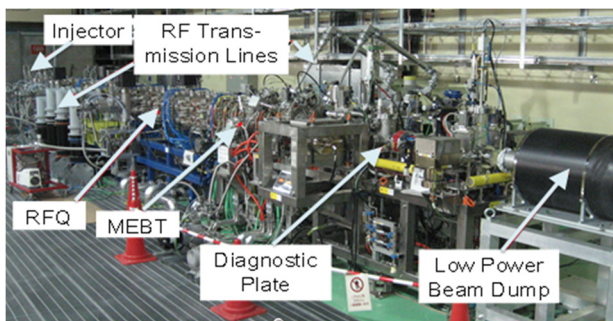 Injector
RF Trans-
mission Lines
RFQ
MEBT
Diagnostic
Plate
Low Power
Beam Dump